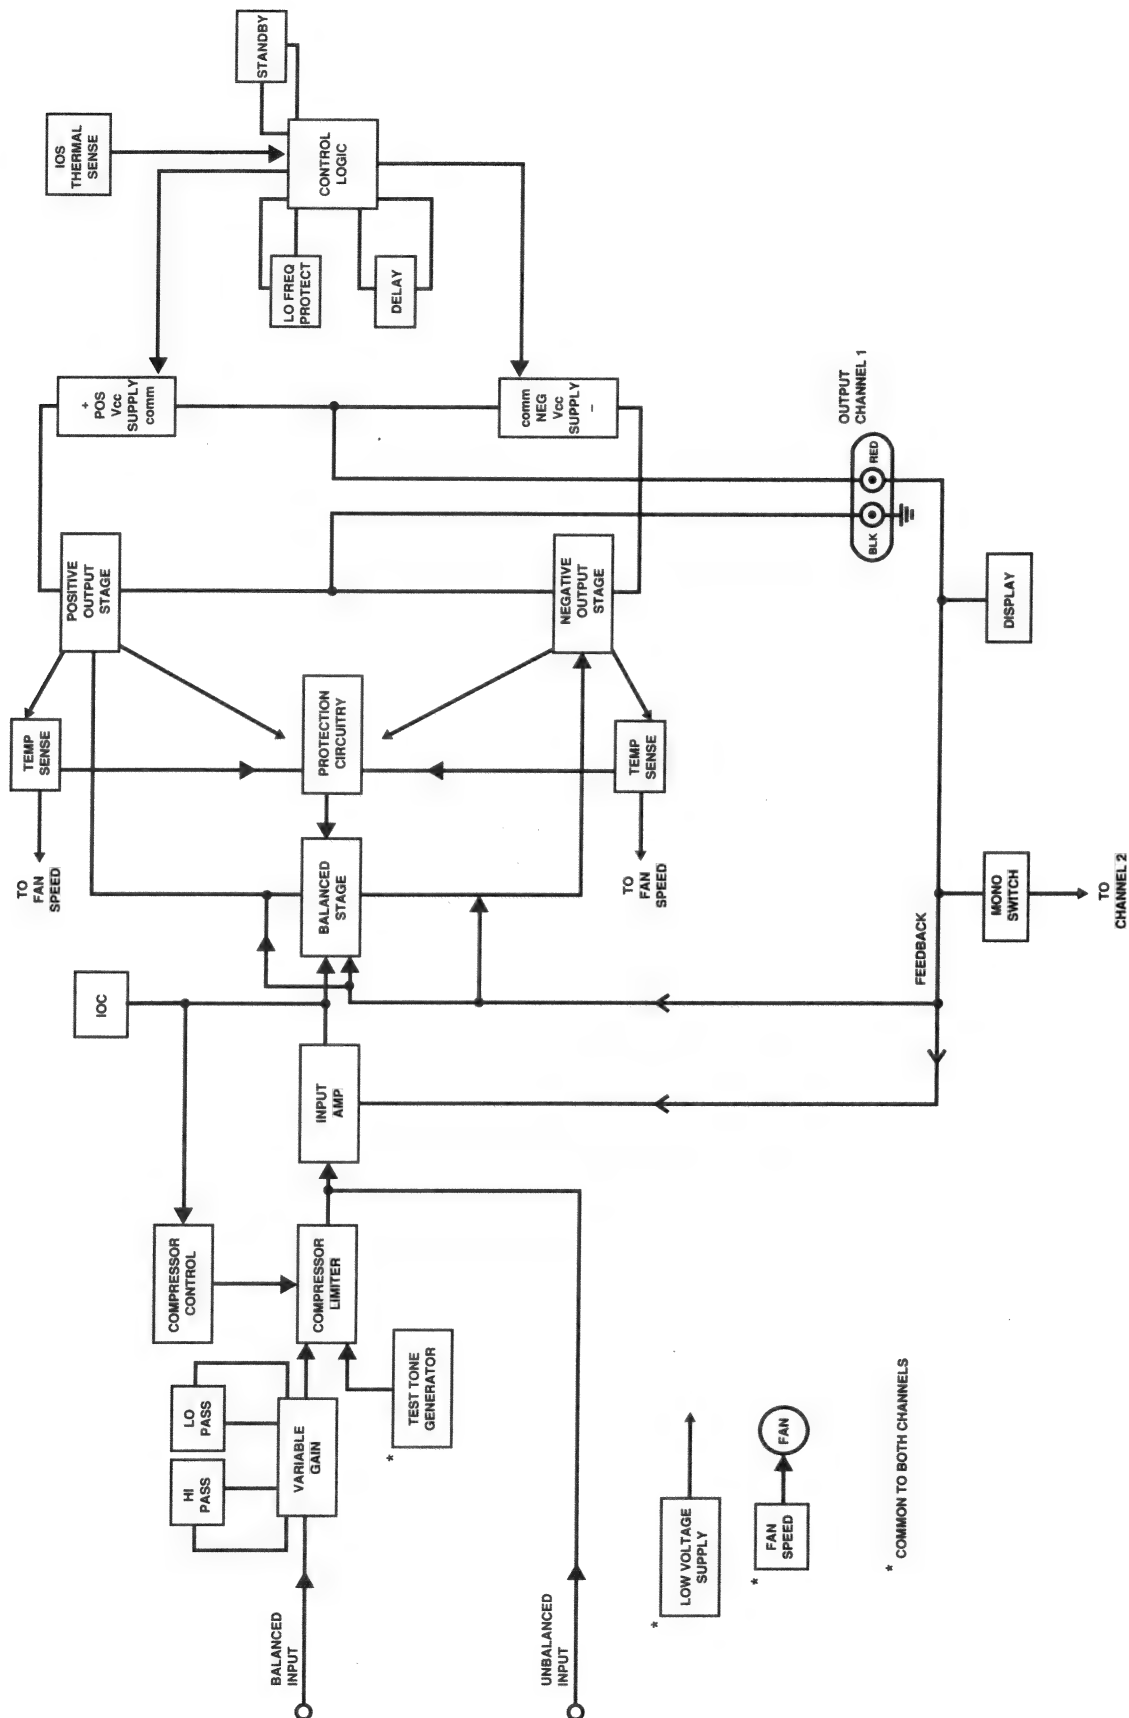 BALANCED
INPUT
UNBALANCED
INPUT
HI
PASS
LO
PASS
VARIABLE
GAIN
*
TEST TONE
GENERATOR
COMPRESSOR
CONTROL
COMPRESSOR
LIMITER
INPUT
AMP
IOC
BALANCED
STAGE
PROTECTION
CIRCUITRY
TEMP
SENSE
TO
FAN
SPEED
TEMP
SENSE
TO
FAN
SPEED
POSITIVE
OUTPUT
STAGE
NEGATIVE
OUTPUT
STAGE
+
POS
Vcc
SUPPLY
comm
comm
NEG
Vcc
SUPPLY
–
IOS
THERMAL
SENSE
STANDBY
CONTROL
LOGIC
LO FREQ
PROTECT
DELAY
OUTPUT
CHANNEL 1
BLK
RED
DISPLAY
FEEDBACK
MONO
SWITCH
TO
CHANNEL 2
*
LOW VOLTAGE
SUPPLY
*
FAN
SPEED
FAN
* COMMON TO BOTH CHANNELS